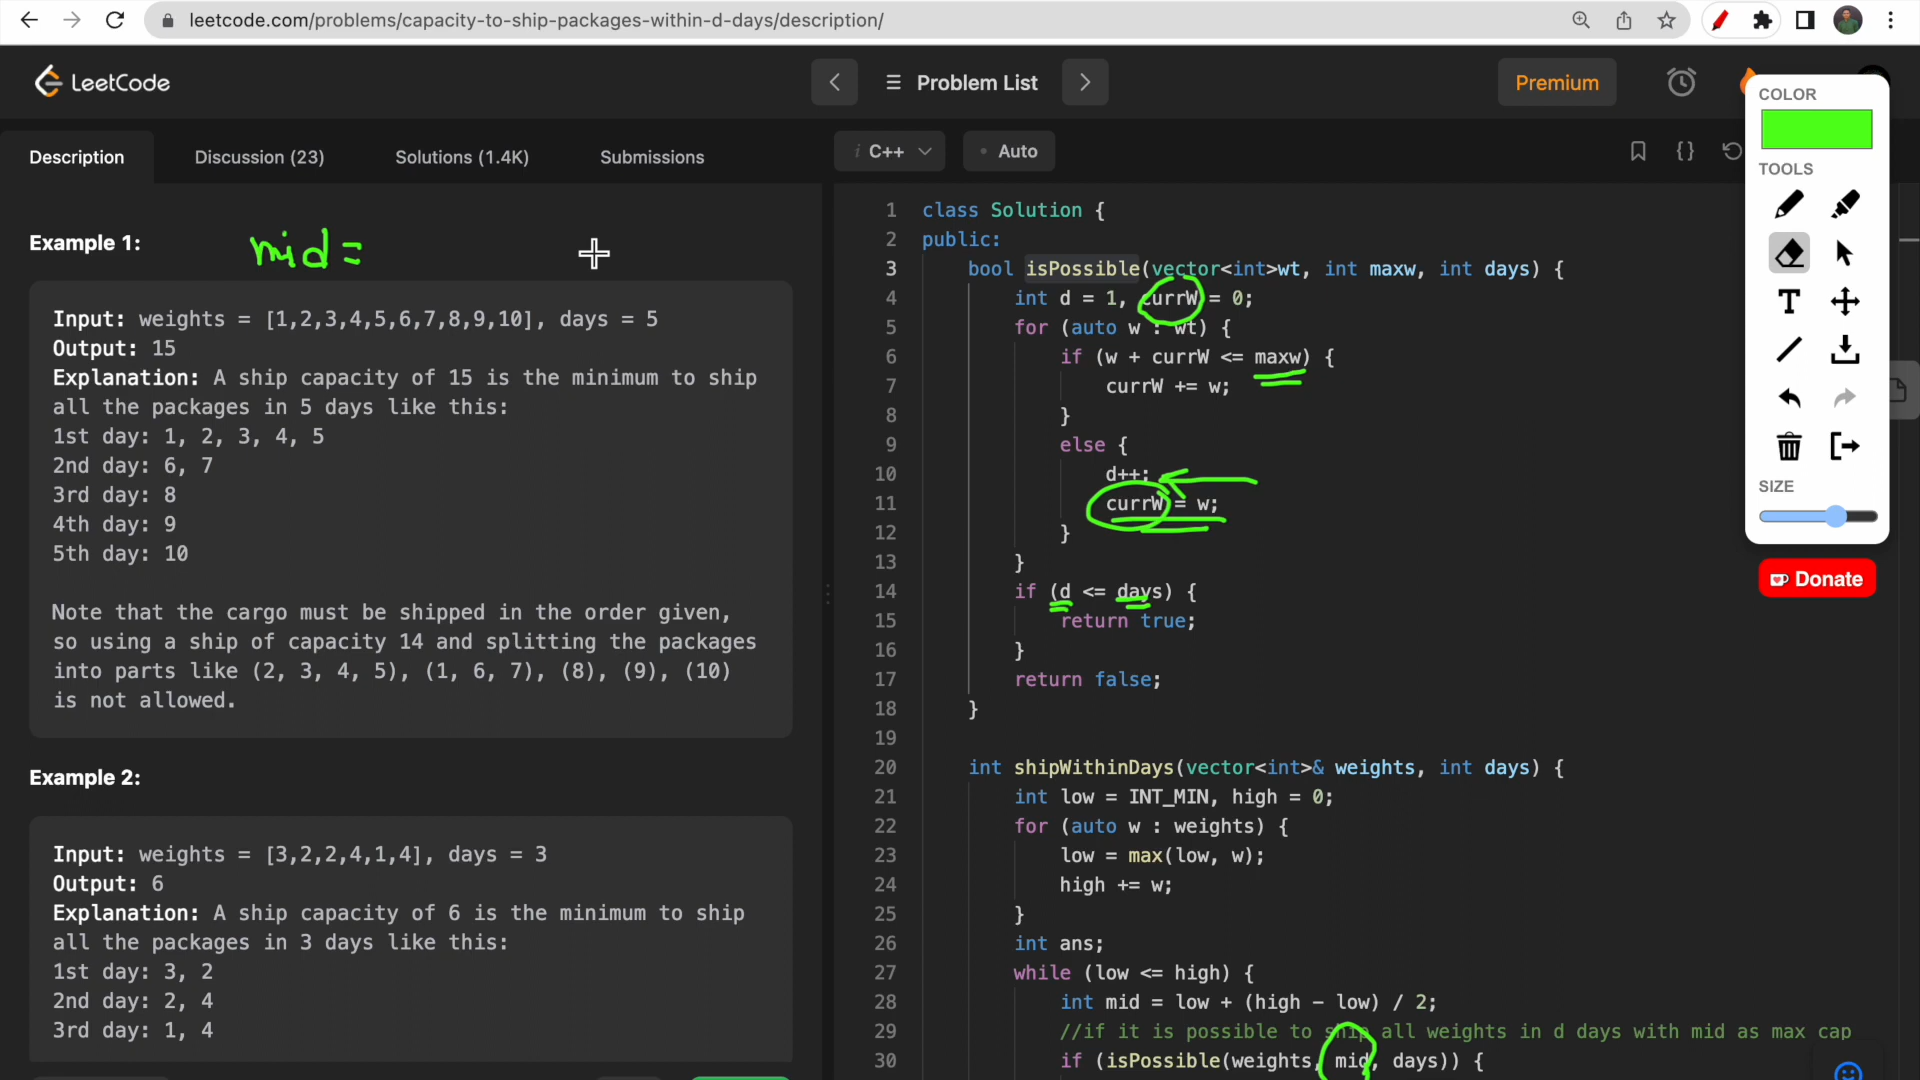 leetcode.com/problems/capacity-to-ship-packages-within-d-days/description/
LeetCode
Problem List
Premium
Description
Discussion (23)
Solutions (1.4K)
Submissions
Example 1:
mid =
Input: weights = [1,2,3,4,5,6,7,8,9,10], days = 5
Output: 15
Explanation: A ship capacity of 15 is the minimum to ship
all the packages in 5 days like this:
1st day: 1, 2, 3, 4, 5
2nd day: 6, 7
3rd day: 8
4th day: 9
5th day: 10
Note that the cargo must be shipped in the order given,
so using a ship of capacity 14 and splitting the packages
into parts like (2, 3, 4, 5), (1, 6, 7), (8), (9), (10)
is not allowed.
Example 2:
Input: weights = [3,2,2,4,1,4], days = 3
Output: 6
Explanation: A ship capacity of 6 is the minimum to ship
all the packages in 3 days like this:
1st day: 3, 2
2nd day: 2, 4
3rd day: 1, 4
i C++
Auto
{}
1 class Solution {
2 public:
3 bool isPossible(vector<int>wt, int maxw, int days) {
4 int d = 1, currW = 0;
5 for (auto w : wt) {
6 if (w + currW <= maxw) {
7 currW += w;
8 }
9 else {
10 d++;
11 currW = w;
12 }
13 }
14 if (d <= days) {
15 return true;
16 }
17 return false;
18 }
19
20 int shipWithinDays(vector<int>& weights, int days) {
21 int low = INT_MIN, high = 0;
22 for (auto w : weights) {
23 low = max(low, w);
24 high += w;
25 }
26 int ans;
27 while (low <= high) {
28 int mid = low + (high - low) / 2;
29 //if it is possible to ship all weights in d days with mid as max cap
30 if (isPossible(weights, mid, days)) {
COLOR
TOOLS
T
SIZE
Donate